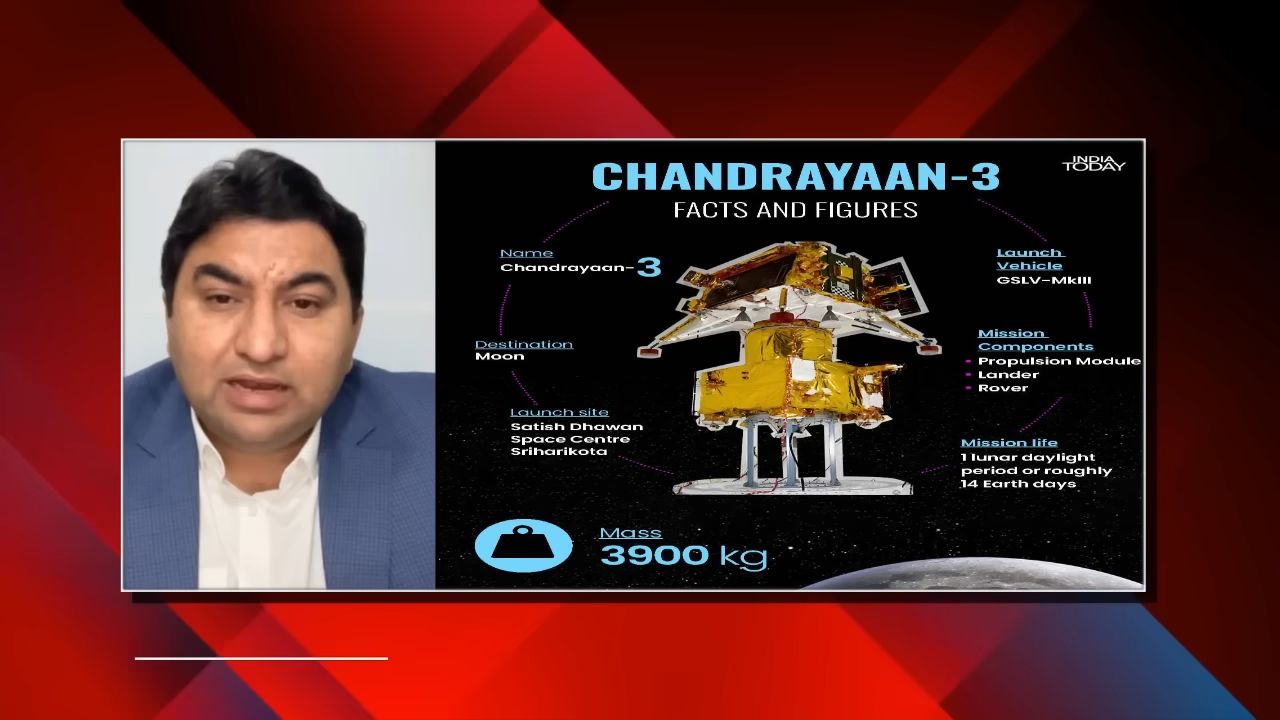 CHANDRAYAAN-3
INDIA
TODAY
FACTS AND FIGURES
Name
Chandrayaan-3
Launch
Vehicle
GSLV-MkIII
Destination
Moon
Mission
Components
• Propulsion Module
• Lander
• Rover
Launch site
Satish Dhawan
Space Centre
Sriharikota
Mission life
1 lunar daylight
period or roughly
14 Earth days
Mass
3900 kg